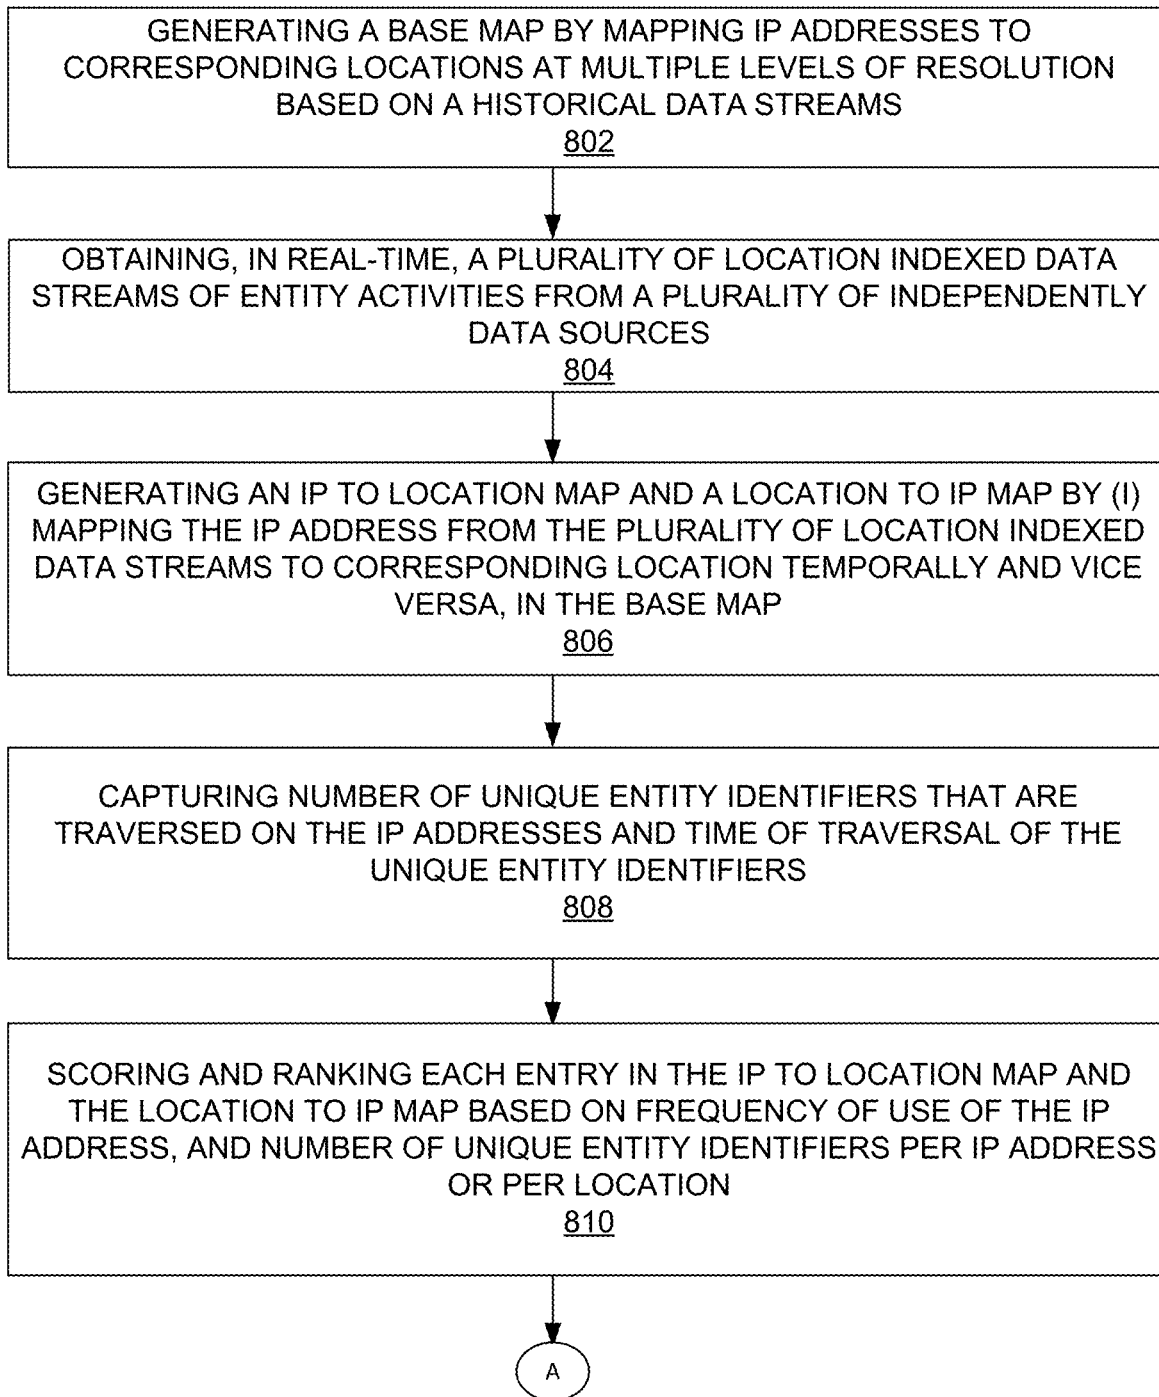 GENERATING A BASE MAP BY MAPPING IP ADDRESSES TO
CORRESPONDING LOCATIONS AT MULTIPLE LEVELS OF RESOLUTION
BASED ON A HISTORICAL DATA STREAMS
802
OBTAINING, IN REAL-TIME, A PLURALITY OF LOCATION INDEXED DATA
STREAMS OF ENTITY ACTIVITIES FROM A PLURALITY OF INDEPENDENTLY
DATA SOURCES
804
GENERATING AN IP TO LOCATION MAP AND A LOCATION TO IP MAP BY (I)
MAPPING THE IP ADDRESS FROM THE PLURALITY OF LOCATION INDEXED
DATA STREAMS TO CORRESPONDING LOCATION TEMPORALLY AND VICE
VERSA, IN THE BASE MAP
806
CAPTURING NUMBER OF UNIQUE ENTITY IDENTIFIERS THAT ARE
TRAVERSED ON THE IP ADDRESSES AND TIME OF TRAVERSAL OF THE
UNIQUE ENTITY IDENTIFIERS
808
SCORING AND RANKING EACH ENTRY IN THE IP TO LOCATION MAP AND
THE LOCATION TO IP MAP BASED ON FREQUENCY OF USE OF THE IP
ADDRESS, AND NUMBER OF UNIQUE ENTITY IDENTIFIERS PER IP ADDRESS
OR PER LOCATION
810
A